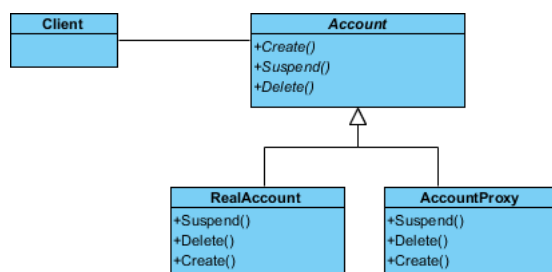 Client
Account
+Create()
+Suspend()
+Delete()
RealAccount
+Suspend()
+Delete()
+Create()
AccountProxy
+Suspend()
+Delete()
+Create()